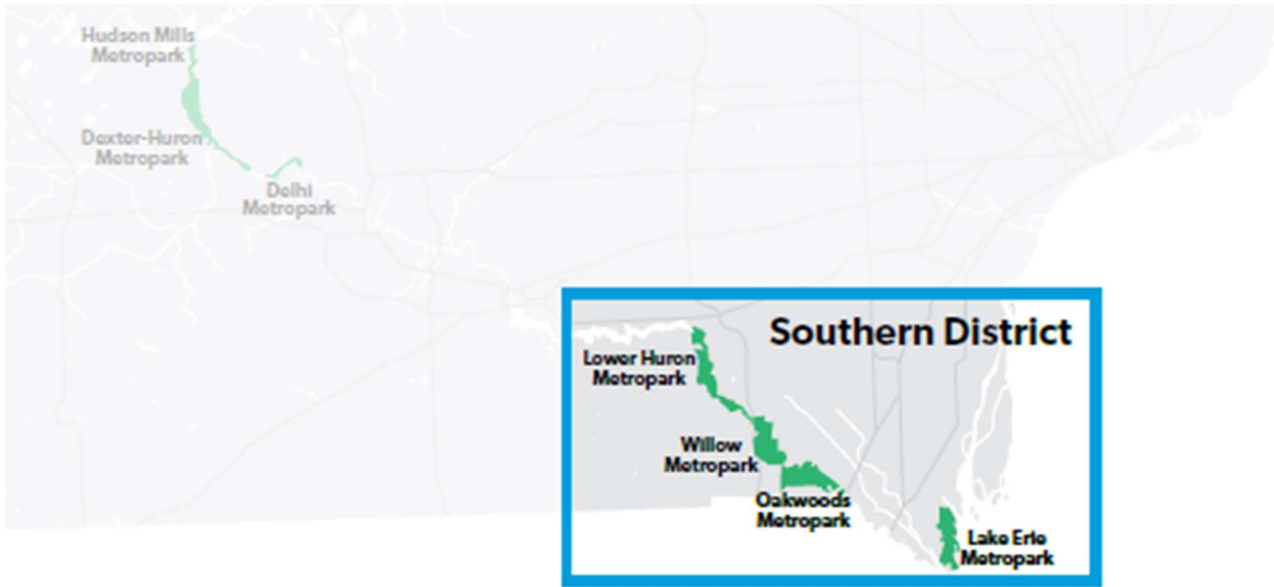 Hudson Mills
Metropark
Dexter-Huron
Metropark
Delhi
Metropark
Southern District
Lower Huron
Metropark
Willow
Metropark
Oakwoods
Metropark
Lake Erie
Metropark